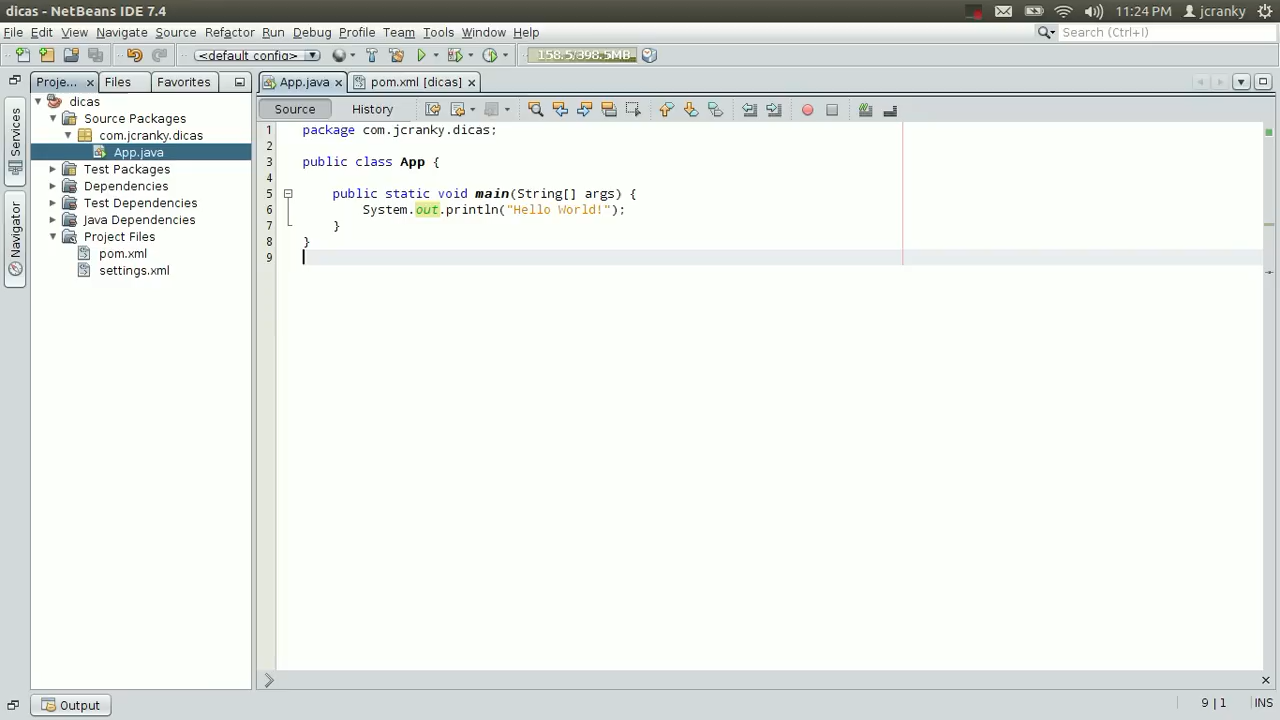 dicas - NetBeans IDE 7.4
11:24 PM jcranky
File Edit View Navigate Source Refactor Run Debug Profile Team Tools Window Help
Search (Ctrl+I)
<default config>
158.5/398.5MB
Proje... Files Favorites
App.java pom.xml [dicas]
Services
Navigator
dicas
Source Packages
com.jcranky.dicas
App.java
Test Packages
Dependencies
Test Dependencies
Java Dependencies
Project Files
pom.xml
settings.xml
Source History
1 package com.jcranky.dicas;
2
3 public class App {
4
5 public static void main(String[] args) {
6 System.out.println("Hello World!");
7 }
8 }
9
Output
9 | 1 INS